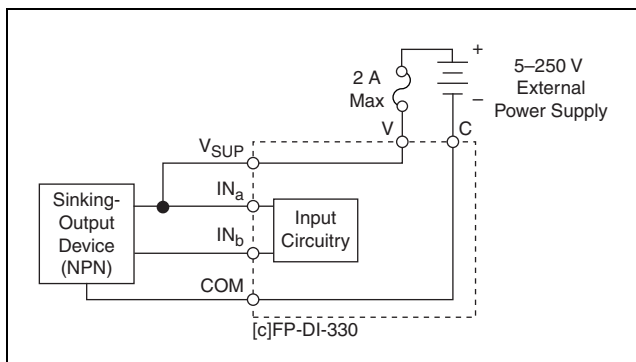 +
2 A
Max
5–250 V
External
Power Supply
–
V
C
VSUP
INa
Sinking-
Output
Device
(NPN)
Input
Circuitry
INb
COM
[c]FP-DI-330